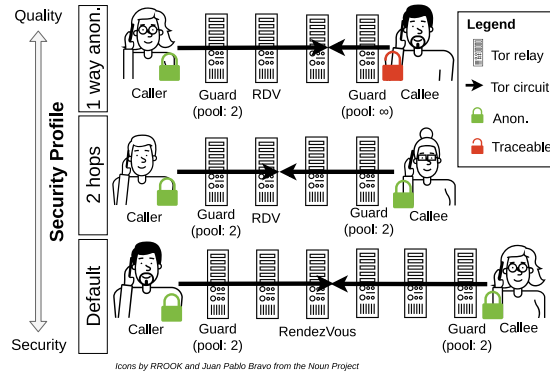 Quality
Security Profile
Security
1 way anon.
Caller
Guard
(pool: 2)
RDV
Guard
(pool: ∞)
Callee
2 hops
Caller
Guard
(pool: 2)
RDV
Guard
(pool: 2)
Callee
Default
Caller
Guard
(pool: 2)
RendezVous
Guard
(pool: 2)
Callee
Legend
Tor relay
Tor circuit
Anon.
Traceable
Icons by RROOK and Juan Pablo Bravo from the Noun Project